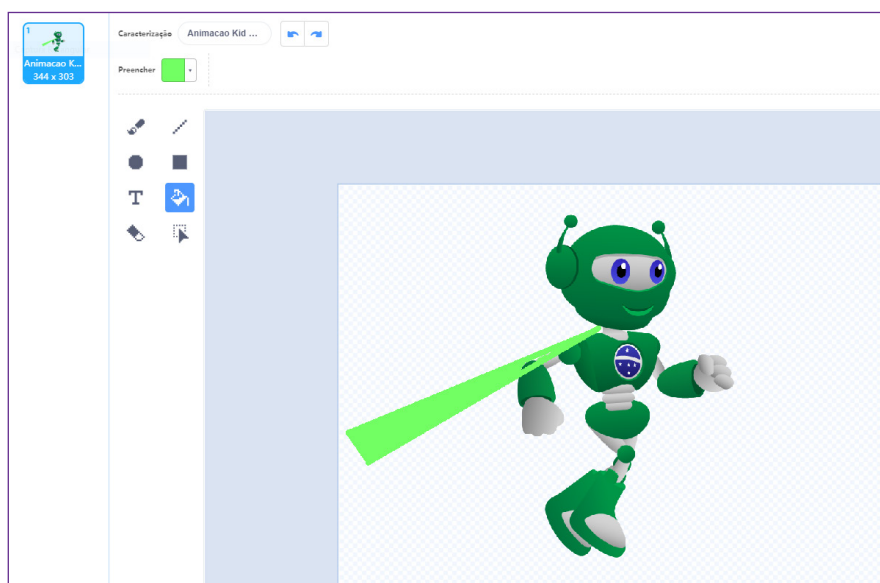 1
Animacao K...
344 x 303
Caracterização
Animacao Kid ...
Preencher
T